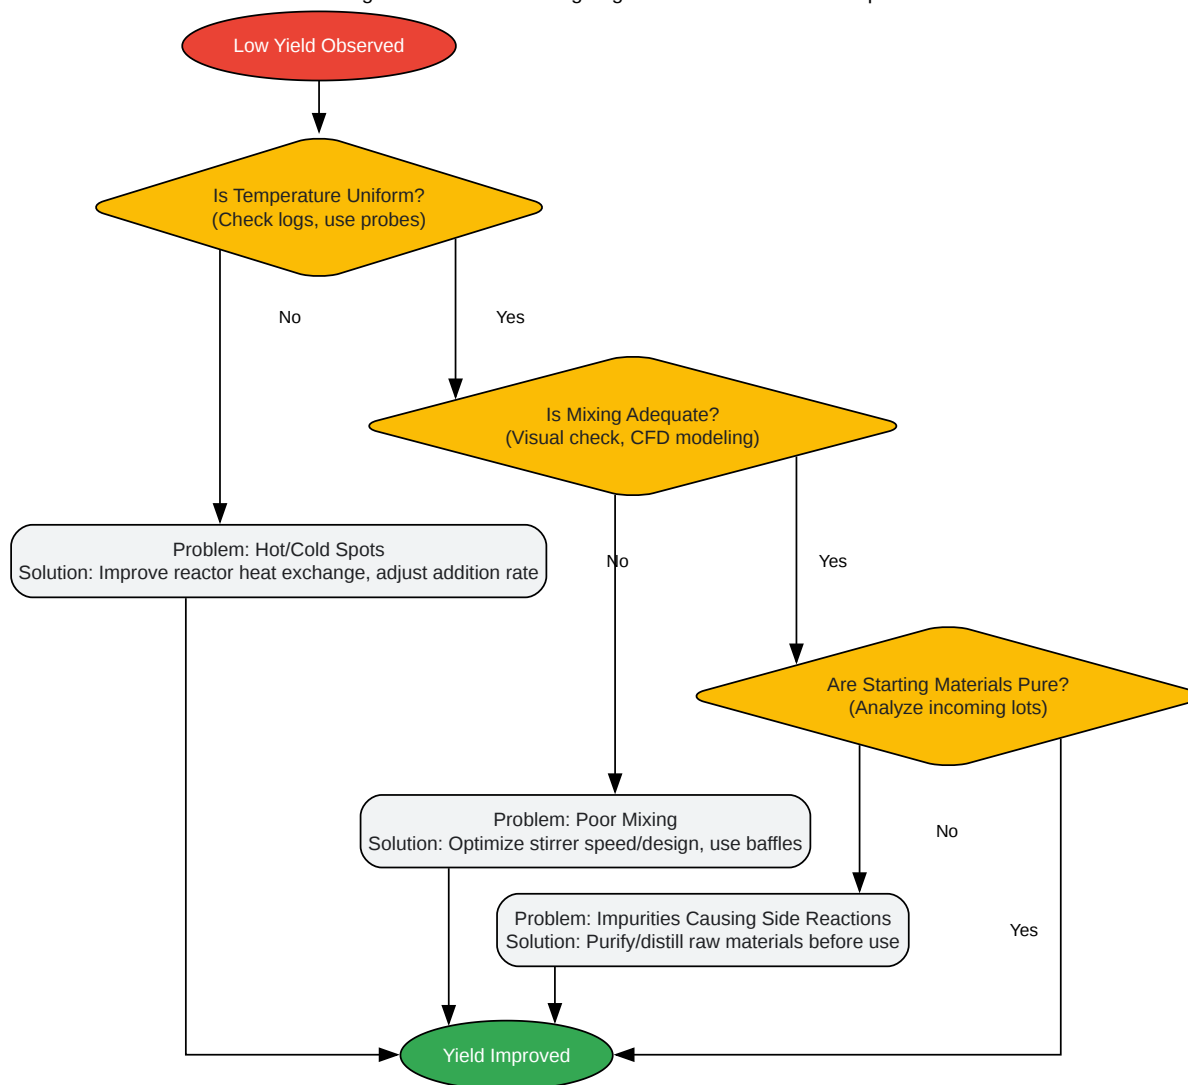 Low Yield Observed
Is Temperature Uniform?
(Check logs, use probes)
No
Yes
Is Mixing Adequate?
(Visual check, CFD modeling)
Problem: Hot/Cold Spots
Solution: Improve reactor heat exchange, adjust addition rate
No
Yes
Are Starting Materials Pure?
(Analyze incoming lots)
Problem: Poor Mixing
Solution: Optimize stirrer speed/design, use baffles
No
Problem: Impurities Causing Side Reactions
Solution: Purify/distill raw materials before use
Yes
Yield Improved